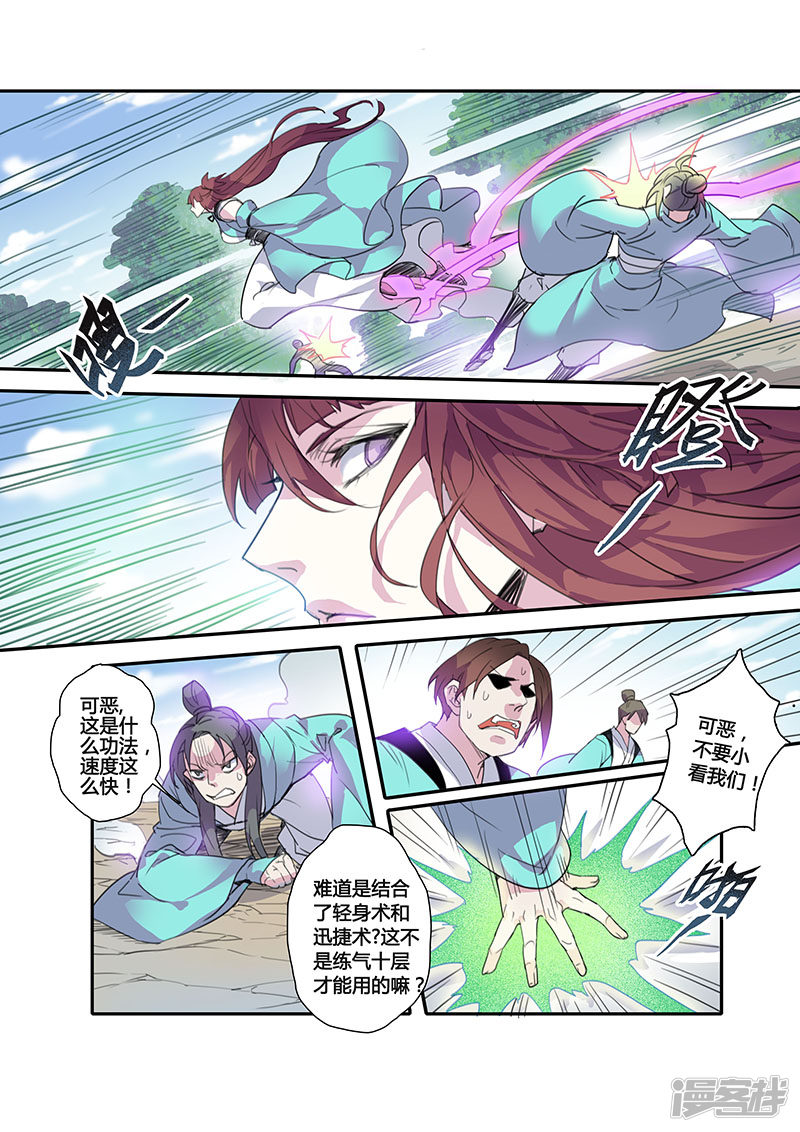 嗖
蹬
可恶,
这是什
么功法，
速度这
么快！
难道是结合
了轻身术和
迅捷术?这不
是练气十层
才能用的嘛？
可恶，
不要小
看我们！
啪
漫客栈